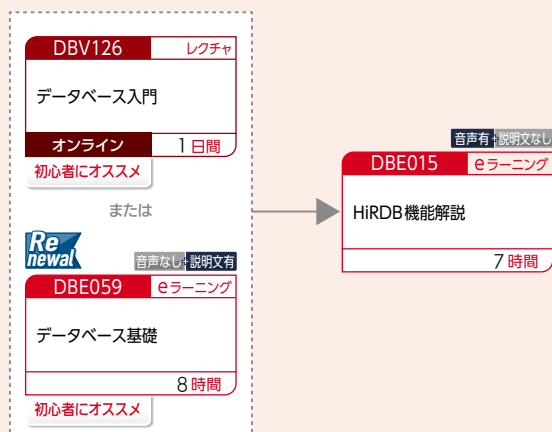 DBV126 レクチャ
データベース入門
オンライン 1日間
初心者にオススメ
または
Re
newal
音声なし+説明文有
DBE059 eラーニング
データベース基礎
8時間
初心者にオススメ
音声有+説明文なし
DBE015 eラーニング
HiRDB機能解説
7時間